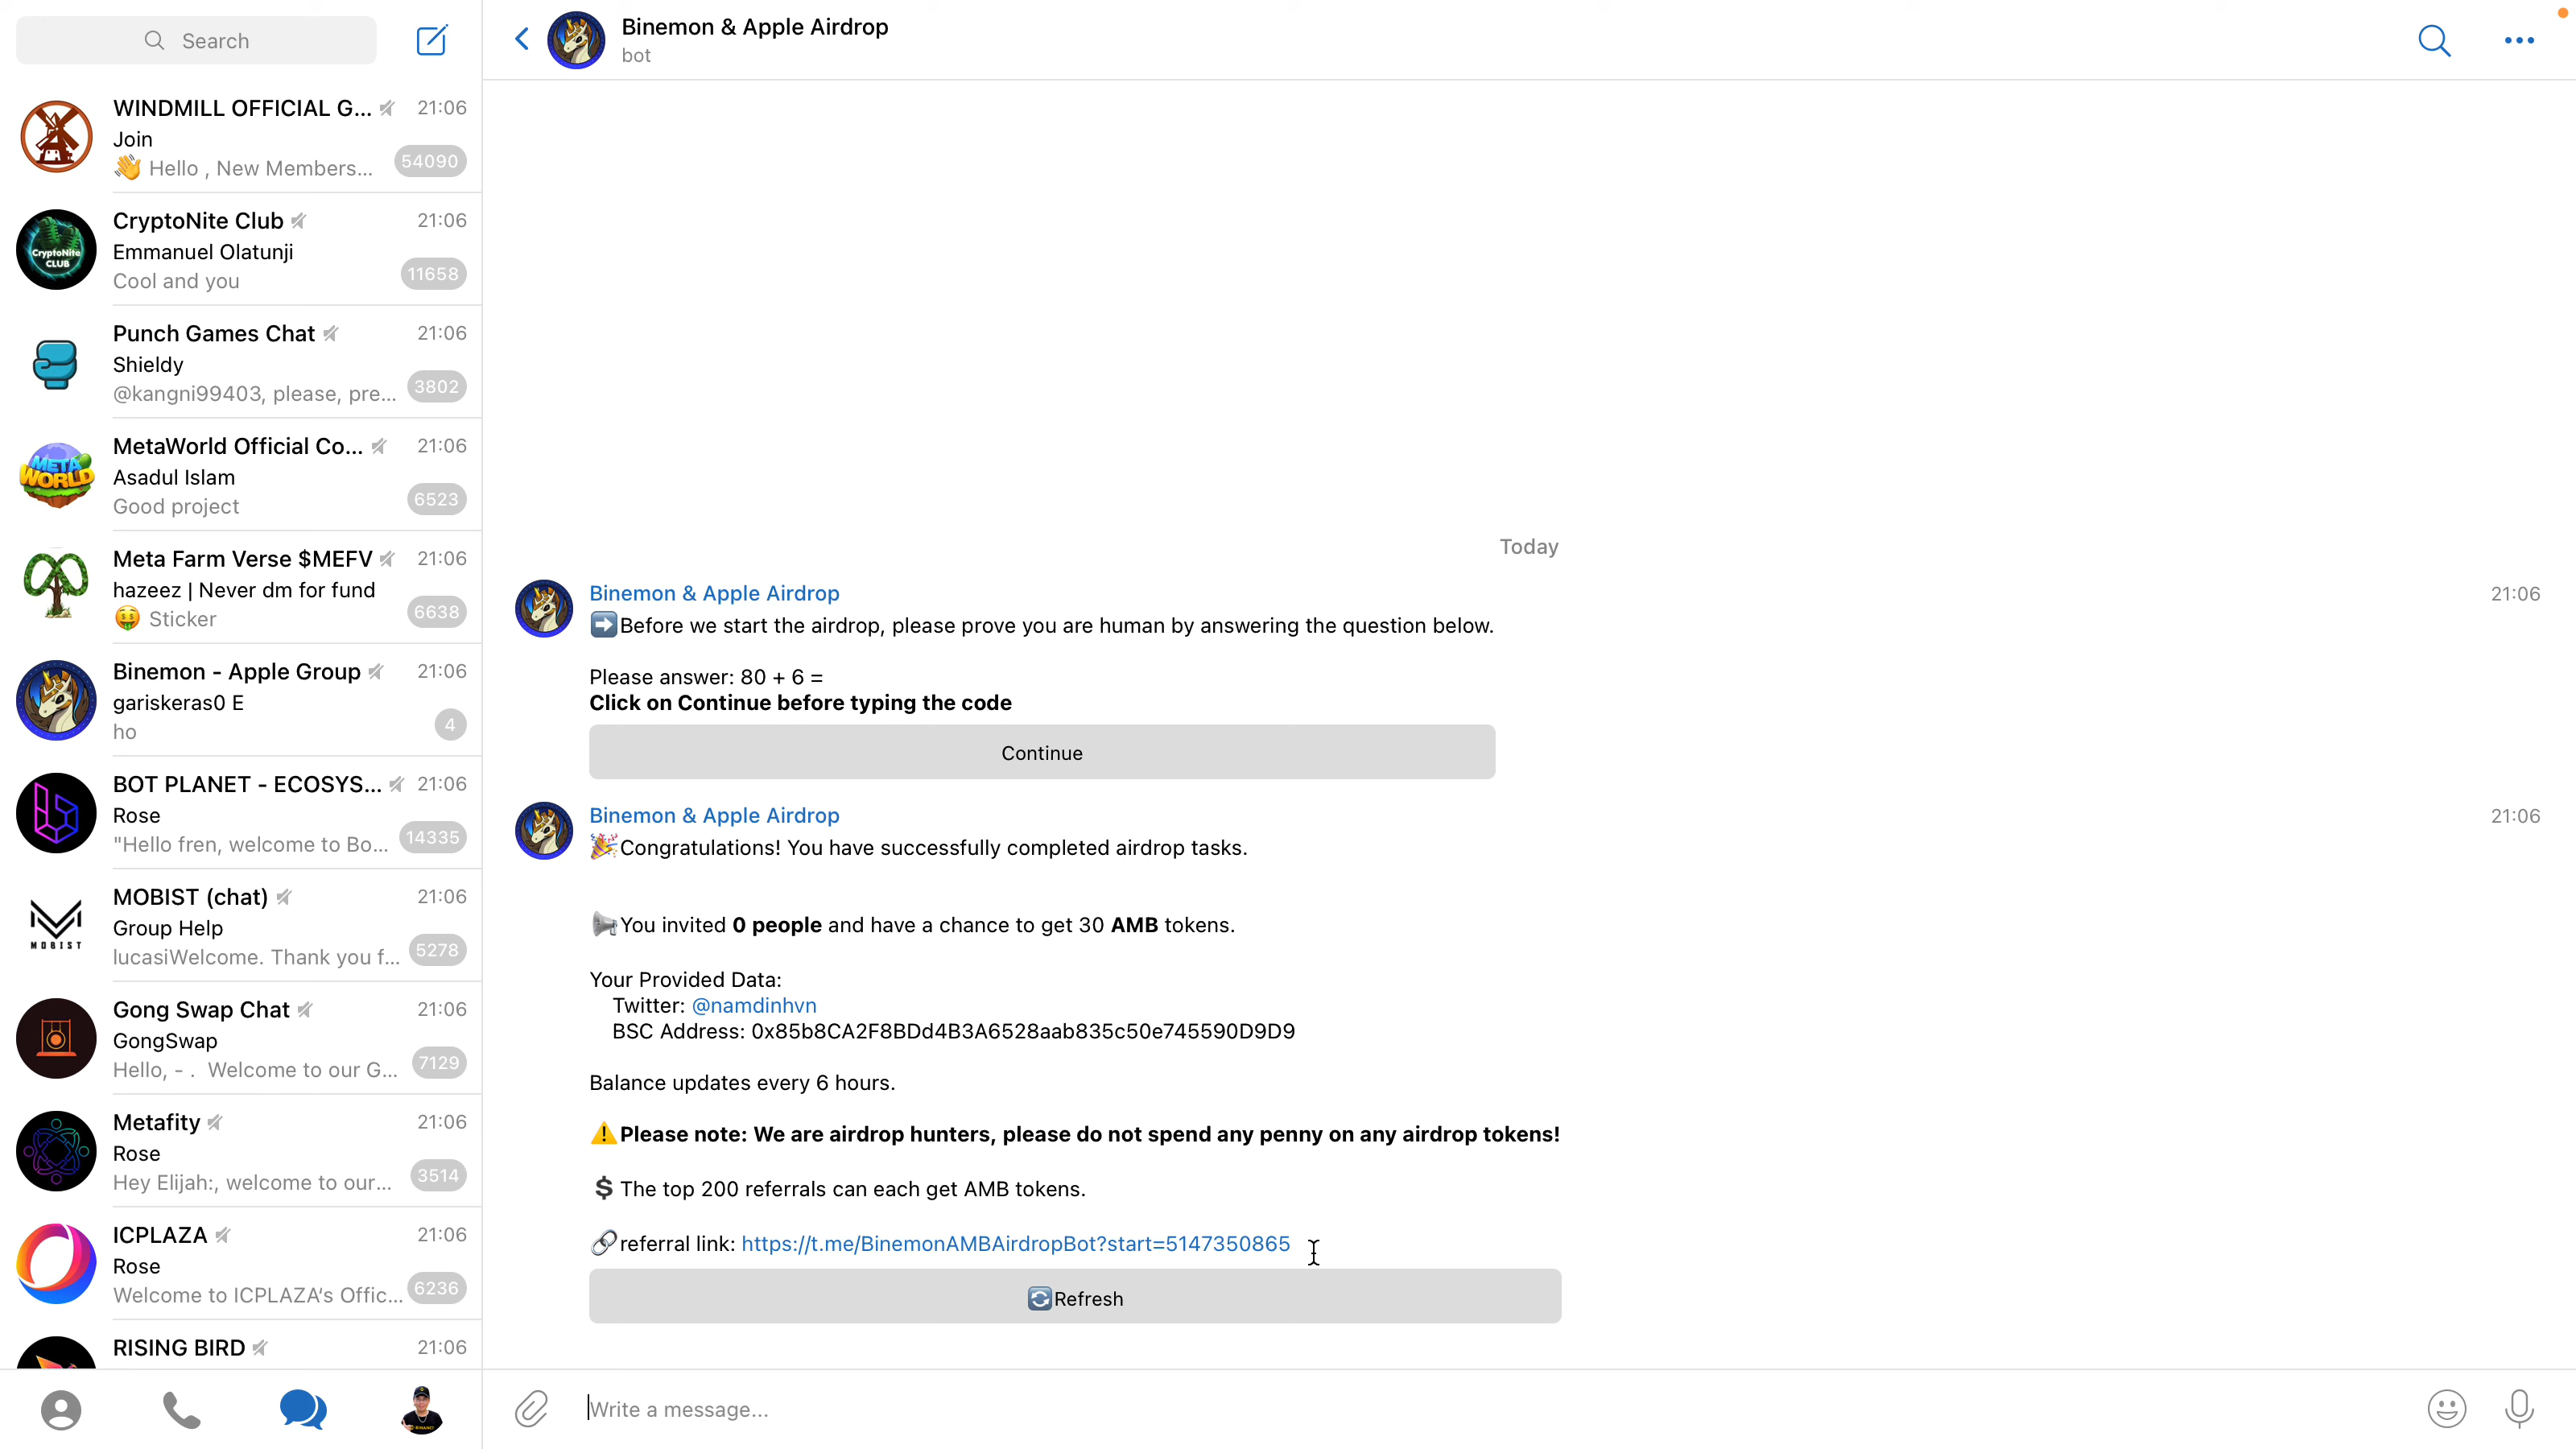 Search
WINDMILL OFFICIAL G... 21:06
Join
👋 Hello , New Members... 54090
CryptoNite Club 21:06
Emmanuel Olatunji
Cool and you 11658
CryptoNite
CLUB
Punch Games Chat 21:06
Shieldy
@kangni99403, please, pre... 3802
MetaWorld Official Co... 21:06
Asadul Islam
Good project 6523
META
WORLD
Meta Farm Verse $MEFV 21:06
hazeez | Never dm for fund
🤑 Sticker 6638
Binemon - Apple Group 21:06
gariskeras0 E
ho 4
BOT PLANET - ECOSYS... 21:06
Rose
"Hello fren, welcome to Bo... 14335
MOBIST (chat) 21:06
Group Help
lucasiWelcome. Thank you f... 5278
MOBIST
Gong Swap Chat 21:06
GongSwap
Hello, - . Welcome to our G... 7129
Metafity 21:06
Rose
Hey Elijah:, welcome to our... 3514
ICPLAZA 21:06
Rose
Welcome to ICPLAZA's Offic... 6236
RISING BIRD 21:06
Binemon & Apple Airdrop
bot
Today
Binemon & Apple Airdrop 21:06
➡️Before we start the airdrop, please prove you are human by answering the question below.
Please answer: 80 + 6 =
Click on Continue before typing the code
Continue
Binemon & Apple Airdrop 21:06
🎉Congratulations! You have successfully completed airdrop tasks.
📢You invited 0 people and have a chance to get 30 AMB tokens.
Your Provided Data:
Twitter: @namdinhvn
BSC Address: 0x85b8CA2F8BDd4B3A6528aab835c50e745590D9D9
Balance updates every 6 hours.
⚠️Please note: We are airdrop hunters, please do not spend any penny on any airdrop tokens!
💲The top 200 referrals can each get AMB tokens.
🔗referral link: https://t.me/BinemonAMBAirdropBot?start=5147350865
🔄Refresh
Write a message...